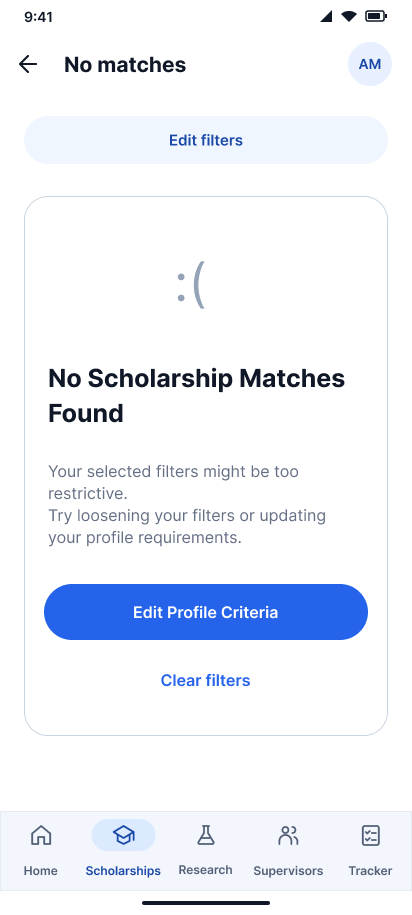 9:41
No matches
AM
Edit filters
:(
No Scholarship Matches
Found
Your selected filters might be too
restrictive.
Try loosening your filters or updating
your profile requirements.
Edit Profile Criteria
Clear filters
Home
Scholarships
Research
Supervisors
Tracker